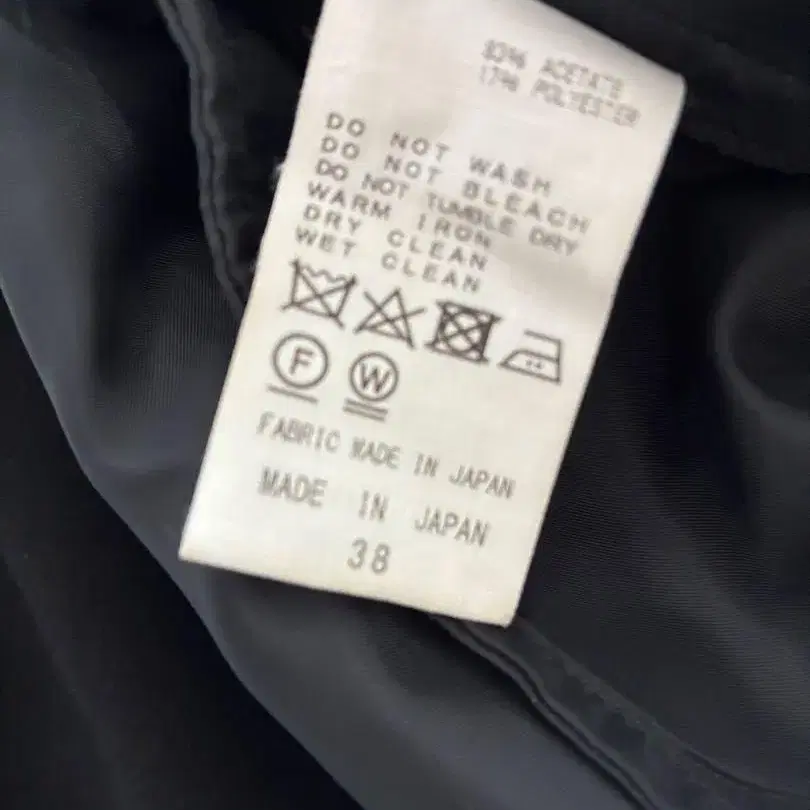 83% ACETATE
17% POLYESTER
DO NOT WASH
DO NOT BLEACH
DO NOT TUMBLE DRY
WARM IRON
DRY CLEAN
WET CLEAN
F W
FABRIC MADE IN JAPAN
MADE IN JAPAN
38